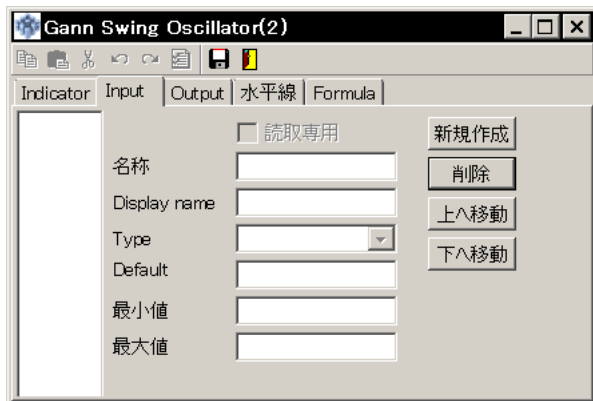 Gann Swing Oscillator(2)
Indicator Input Output 水平線 Formula
読取専用 新規作成
名称 削除
Display name 上へ移動
Type 下へ移動
Default
最小値
最大値